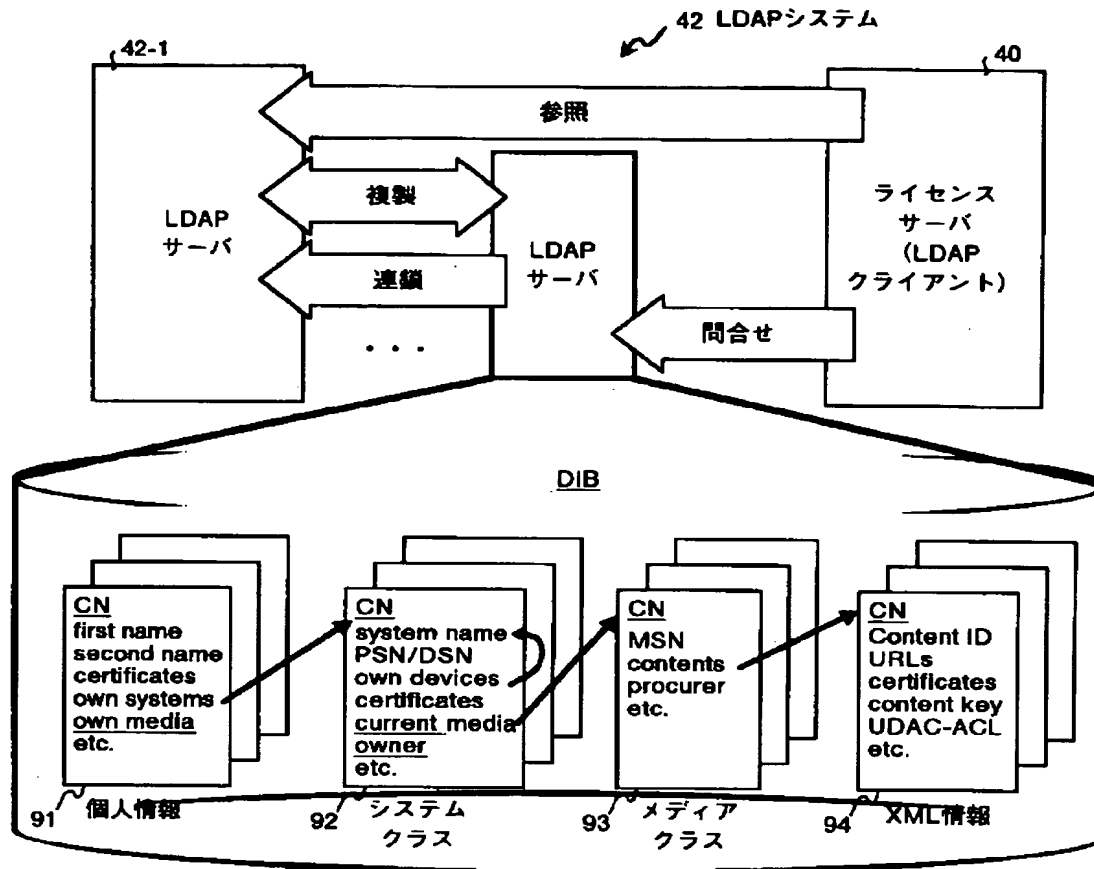 42 LDAPシステム
42-1
40
参照
複製
連鎖
・・・
LDAP
サーバ
LDAP
サーバ
ライセンス
サーバ
(LDAP
クライアント)
問合せ
DIB
CN
first name
second name
certificates
own systems
own media
etc.
CN
system name
PSN/DSN
own devices
certificates
current media
owner
etc.
CN
MSN
contents
procurer
etc.
CN
Content ID
URLs
certificates
content key
UDAC-ACL
etc.
91
個人情報
92
システム
クラス
93
メディア
クラス
94
XML情報